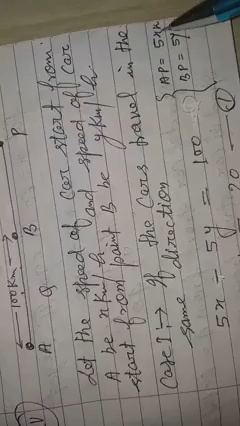 100 Km
A B P
Let the speed of car start from
A be x Km/h and speed of car
start from point B be y Km/h.
Case I → If the cars travel in the
same direction
AP = 5x
BP = 5y
5x - 5y = 100
20 - ①